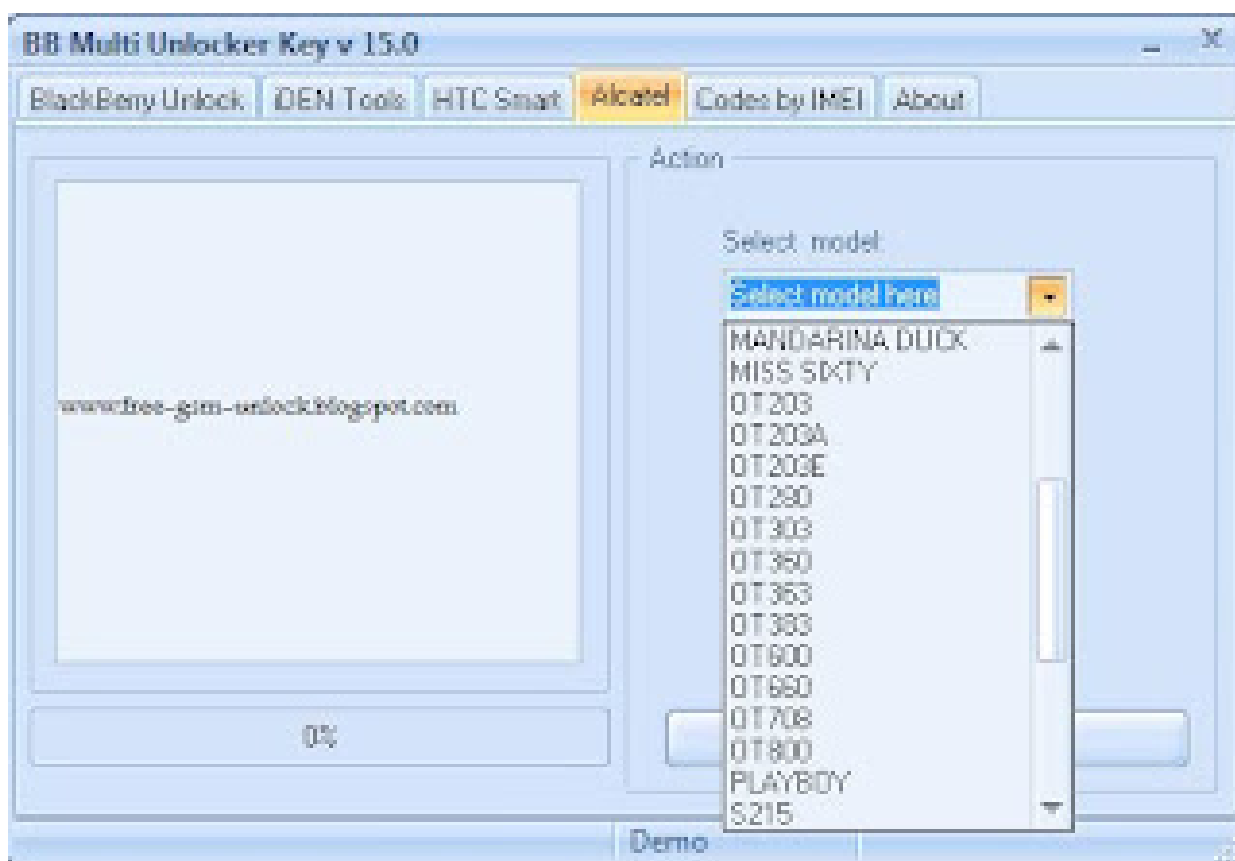 BB Multi Unlocker Key v 15.0
BlackBerry Unlock iDEN Tools HTC Smart Alcatel Codes by IMEI About
Action
Select model:
Select model here
MANDARINA DUCK
MISS SIXTY
OT203
OT203A
OT203E
OT280
OT303
OT360
OT363
OT383
OT600
OT660
OT708
OT800
PLAYBOY
S215
www.free-gsm-unlock.blogspot.com
0%
Demo